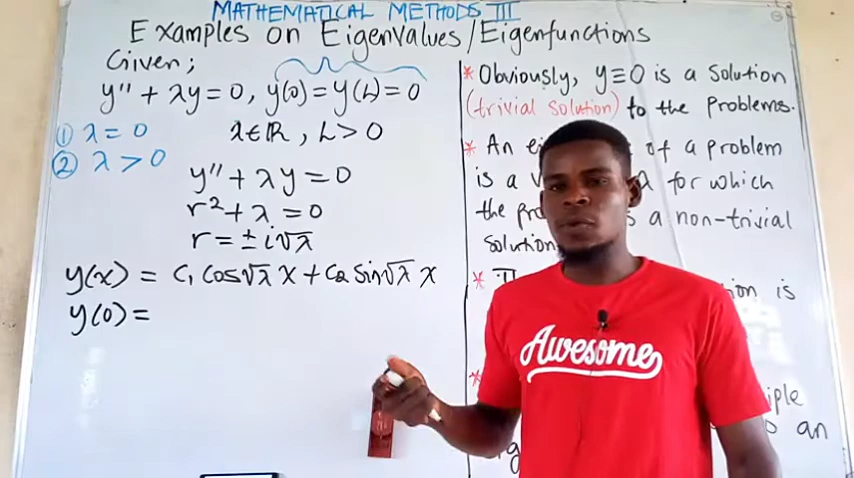 MATHEMATICAL METHODS III
Examples on Eigenvalues/Eigenfunctions
Given;
y'' + λy = 0, y(0) = y(L) = 0
① λ = 0
λ ∈ ℝ, L > 0
② λ > 0
y'' + λy = 0
r² + λ = 0
r = ± i√λ
y(x) = C₁ cos√λ x + C₂ sin√λ x
y(0) =
* Obviously, y ≡ 0 is a solution
(trivial solution) to the problems.
* An of a problem
is a λ for which
the is a non-trivial
solution
* is
*
an
Awesome